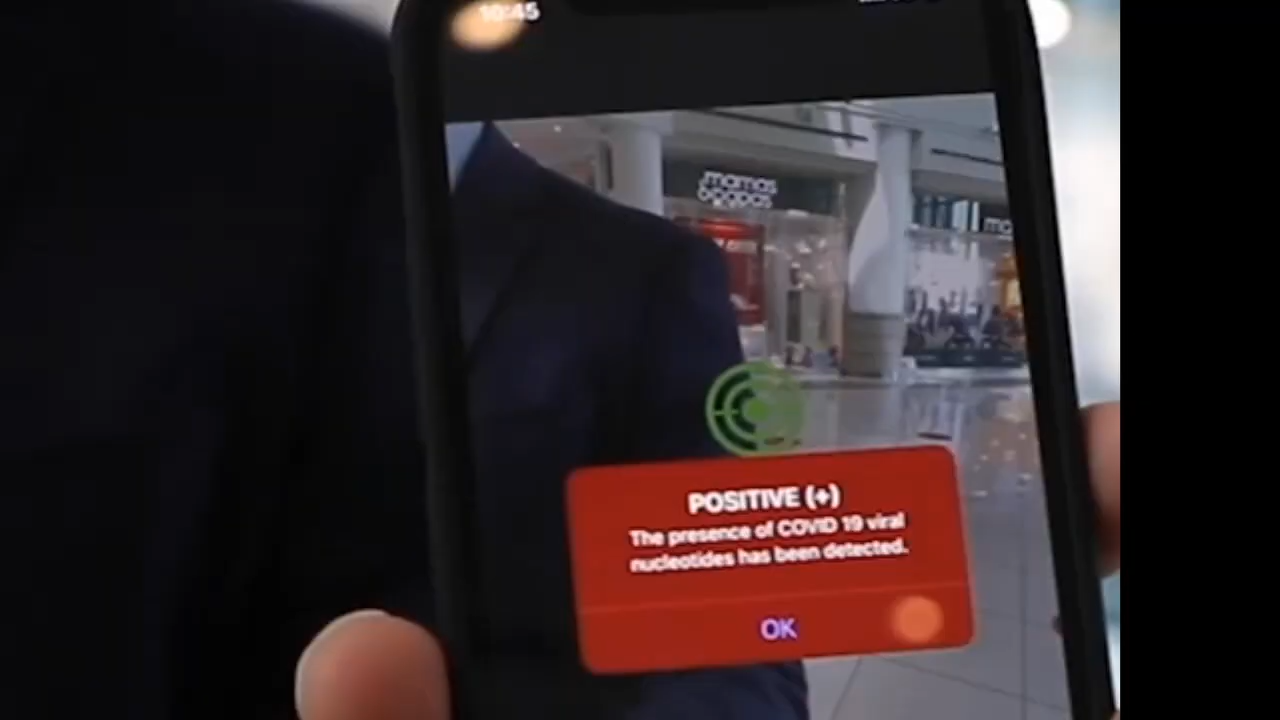 10:45
mamas
&papas
POSITIVE (+)
The presence of COVID 19 viral
nucleotides has been detected.
OK